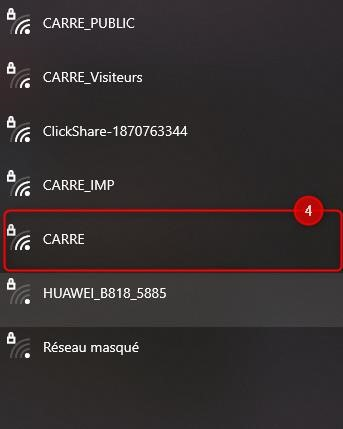 CARRE_PUBLIC
CARRE_Visiteurs
ClickShare-1870763344
CARRE_IMP
4
CARRE
HUAWEI_B818_5885
Réseau masqué